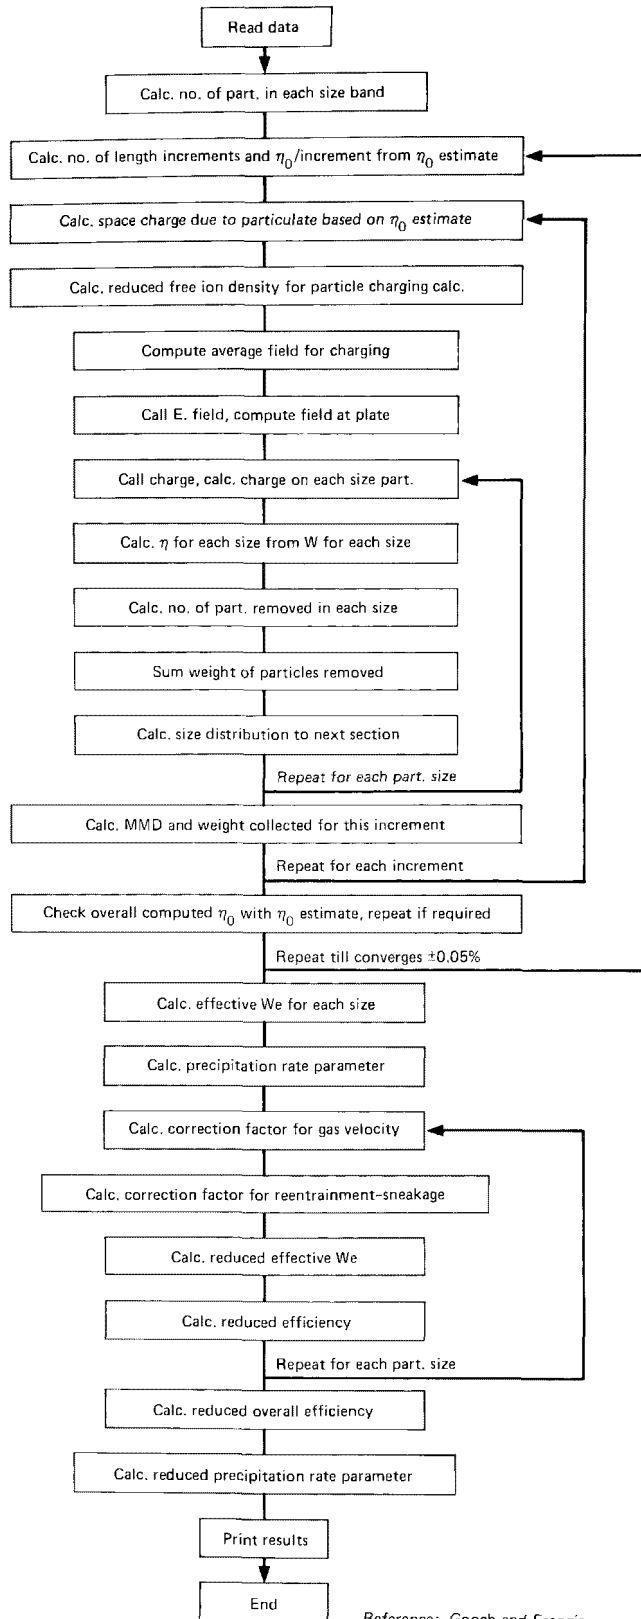 Read data
Calc. no. of part. in each size band
Calc. no. of length increments and η₀/increment from η₀ estimate
Calc. space charge due to particulate based on η₀ estimate
Calc. reduced free ion density for particle charging calc.
Compute average field for charging
Call E. field, compute field at plate
Call charge, calc. charge on each size part.
Calc. η for each size from W for each size
Calc. no. of part. removed in each size
Sum weight of particles removed
Calc. size distribution to next section
Repeat for each part. size
Calc. MMD and weight collected for this increment
Repeat for each increment
Check overall computed η₀ with η₀ estimate, repeat if required
Repeat till converges ±0.05%
Calc. effective We for each size
Calc. precipitation rate parameter
Calc. correction factor for gas velocity
Calc. correction factor for reentrainment-sneakage
Calc. reduced effective We
Calc. reduced efficiency
Repeat for each part. size
Calc. reduced overall efficiency
Calc. reduced precipitation rate parameter
Print results
End
Reference: Gooch and Francis